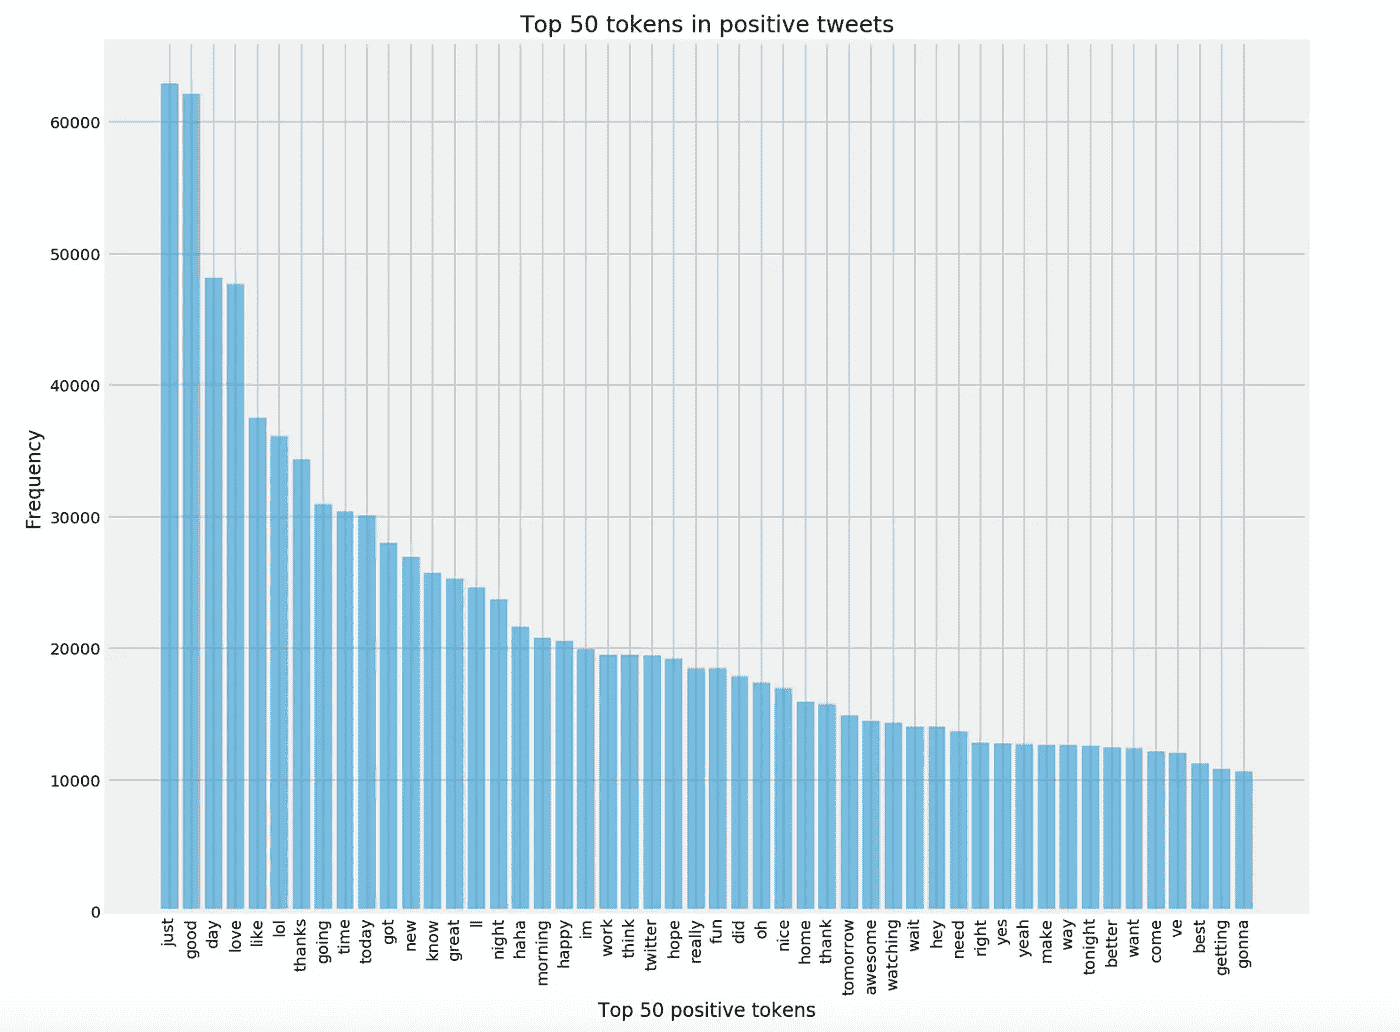 Top 50 tokens in positive tweets
Frequency
60000
50000
40000
30000
20000
10000
0
just
good
day
love
like
lol
thanks
going
time
today
got
new
know
great
ll
night
haha
morning
happy
im
work
think
twitter
hope
really
fun
did
oh
nice
home
thank
tomorrow
awesome
watching
wait
hey
need
right
yes
yeah
make
way
tonight
better
want
come
ve
best
getting
gonna
Top 50 positive tokens